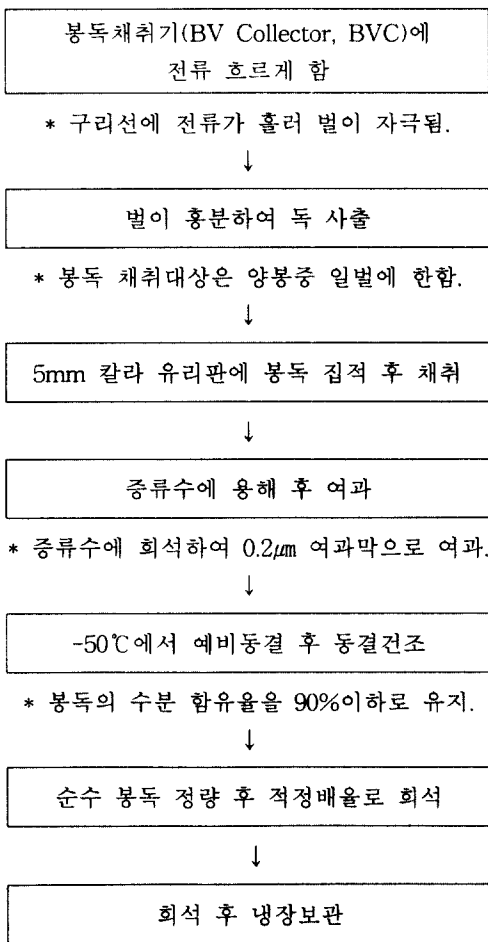 봉독채취기(BV Collector, BVC)에
전류 흐르게 함
* 구리선에 전류가 흘러 벌이 자극됨.
↓
벌이 흥분하여 독 사출
* 봉독 채취대상은 양봉중 일벌에 한함.
↓
5mm 칼라 유리판에 봉독 집적 후 채취
↓
증류수에 용해 후 여과
* 증류수에 희석하여 0.2㎛ 여과막으로 여과.
↓
-50℃에서 예비동결 후 동결건조
* 봉독의 수분 함유율을 90%이하로 유지.
↓
순수 봉독 정량 후 적정배율로 희석
↓
희석 후 냉장보관